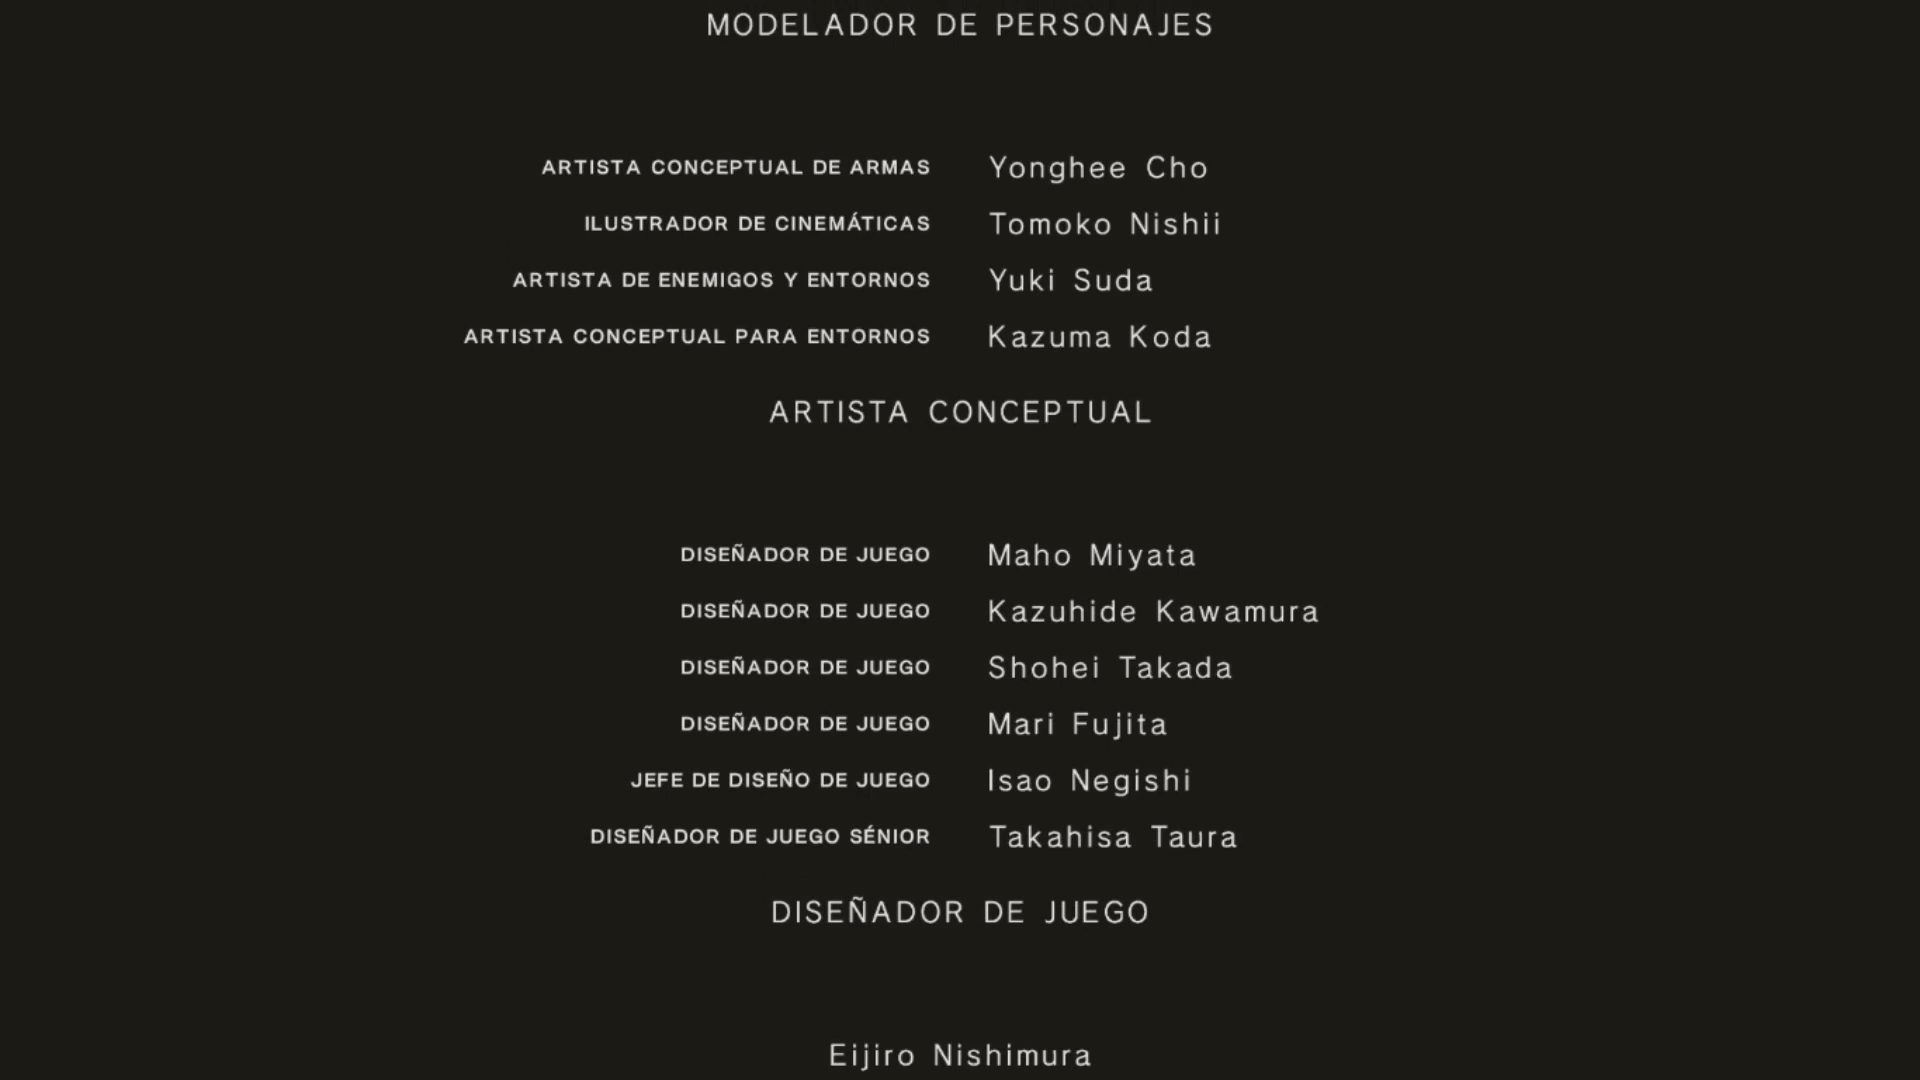 MODELADOR DE PERSONAJES
ARTISTA CONCEPTUAL DE ARMAS Yonghee Cho
ILUSTRADOR DE CINEMÁTICAS Tomoko Nishii
ARTISTA DE ENEMIGOS Y ENTORNOS Yuki Suda
ARTISTA CONCEPTUAL PARA ENTORNOS Kazuma Koda
ARTISTA CONCEPTUAL
DISEÑADOR DE JUEGO Maho Miyata
DISEÑADOR DE JUEGO Kazuhide Kawamura
DISEÑADOR DE JUEGO Shohei Takada
DISEÑADOR DE JUEGO Mari Fujita
JEFE DE DISEÑO DE JUEGO Isao Negishi
DISEÑADOR DE JUEGO SÉNIOR Takahisa Taura
DISEÑADOR DE JUEGO
Eijiro Nishimura